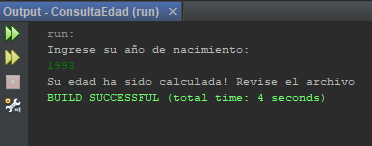 Output - ConsultaEdad (run)
run:
Ingrese su año de nacimiento:
1993
Su edad ha sido calculada! Revise el archivo
BUILD SUCCESSFUL (total time: 4 seconds)